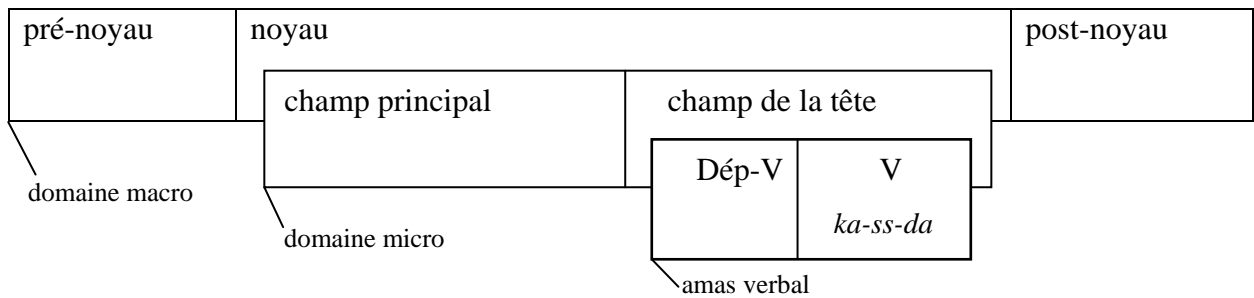 pré-noyau noyau post-noyau
champ principal champ de la tête
Dép-V V
domaine macro
ka-ss-da
domaine micro
amas verbal